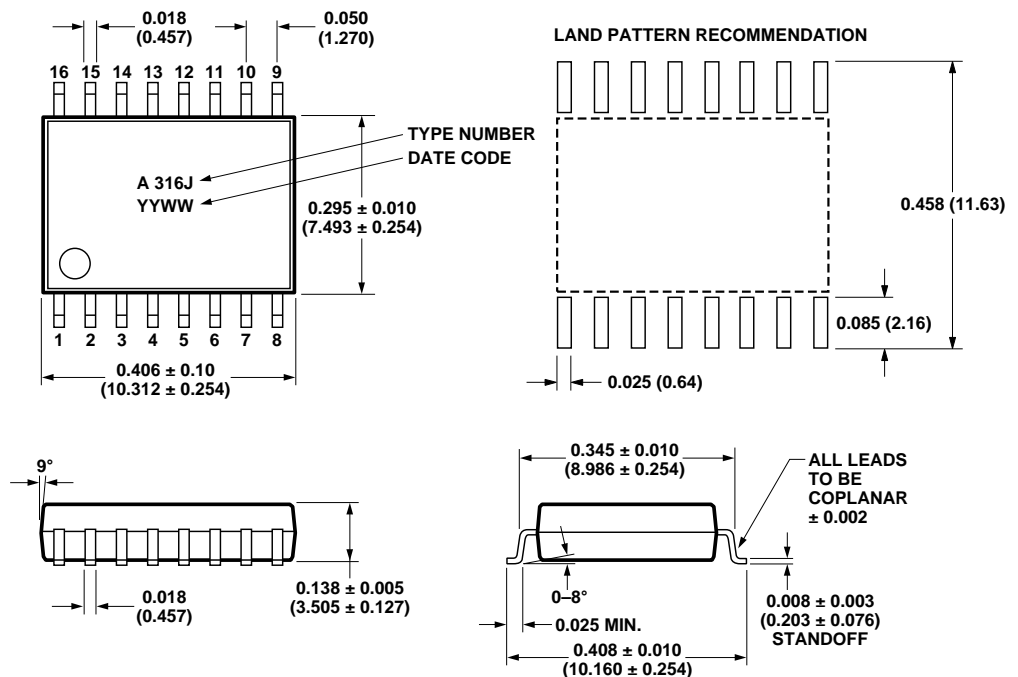 0.018
(0.457)
0.050
(1.270)
LAND PATTERN RECOMMENDATION
16 15 14 13 12 11 10 9
TYPE NUMBER
DATE CODE
A 316J
YYWW
0.295 ± 0.010
(7.493 ± 0.254)
0.458 (11.63)
0.085 (2.16)
1 2 3 4 5 6 7 8
0.406 ± 0.10
(10.312 ± 0.254)
0.025 (0.64)
9°
0.345 ± 0.010
(8.986 ± 0.254)
ALL LEADS
TO BE
COPLANAR
± 0.002
0.018
(0.457)
0.138 ± 0.005
(3.505 ± 0.127)
0–8°
0.025 MIN.
0.408 ± 0.010
(10.160 ± 0.254)
0.008 ± 0.003
(0.203 ± 0.076)
STANDOFF